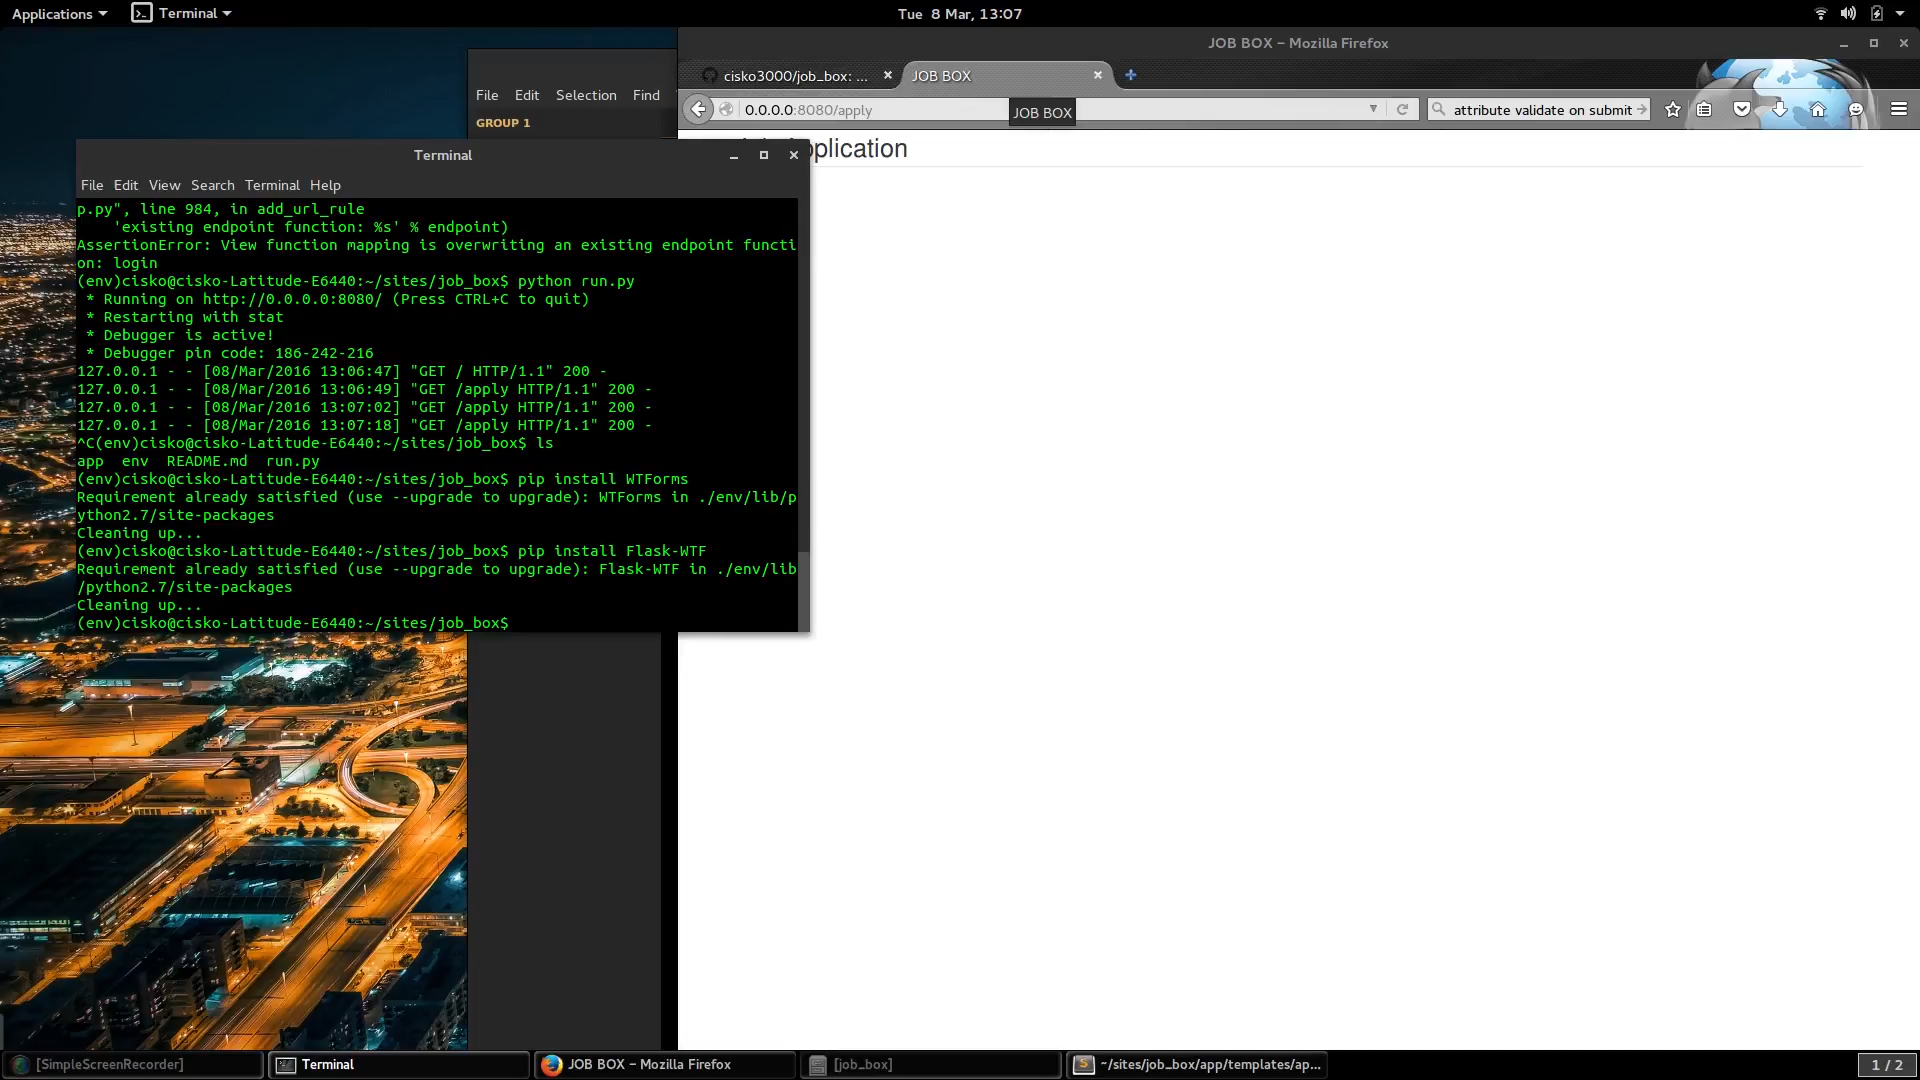 Applications
Terminal
Tue 8 Mar, 13:07
JOB BOX – Mozilla Firefox
cisko3000/job_box: ...
JOB BOX
0.0.0.0:8080/apply
attribute validate on submit
JOB BOX
File Edit Selection Find
GROUP 1
plication
Terminal
File Edit View Search Terminal Help
p.py", line 984, in add_url_rule
'existing endpoint function: %s' % endpoint)
AssertionError: View function mapping is overwriting an existing endpoint functi
on: login
(env)cisko@cisko-Latitude-E6440:~/sites/job_box$ python run.py
* Running on http://0.0.0.0:8080/ (Press CTRL+C to quit)
* Restarting with stat
* Debugger is active!
* Debugger pin code: 186-242-216
127.0.0.1 - - [08/Mar/2016 13:06:47] "GET / HTTP/1.1" 200 -
127.0.0.1 - - [08/Mar/2016 13:06:49] "GET /apply HTTP/1.1" 200 -
127.0.0.1 - - [08/Mar/2016 13:07:02] "GET /apply HTTP/1.1" 200 -
127.0.0.1 - - [08/Mar/2016 13:07:18] "GET /apply HTTP/1.1" 200 -
^C(env)cisko@cisko-Latitude-E6440:~/sites/job_box$ ls
app env README.md run.py
(env)cisko@cisko-Latitude-E6440:~/sites/job_box$ pip install WTForms
Requirement already satisfied (use --upgrade to upgrade): WTForms in ./env/lib/p
ython2.7/site-packages
Cleaning up...
(env)cisko@cisko-Latitude-E6440:~/sites/job_box$ pip install Flask-WTF
Requirement already satisfied (use --upgrade to upgrade): Flask-WTF in ./env/lib
/python2.7/site-packages
Cleaning up...
(env)cisko@cisko-Latitude-E6440:~/sites/job_box$
[SimpleScreenRecorder]
Terminal
JOB BOX – Mozilla Firefox
[job_box]
~/sites/job_box/app/templates/ap...
1 / 2